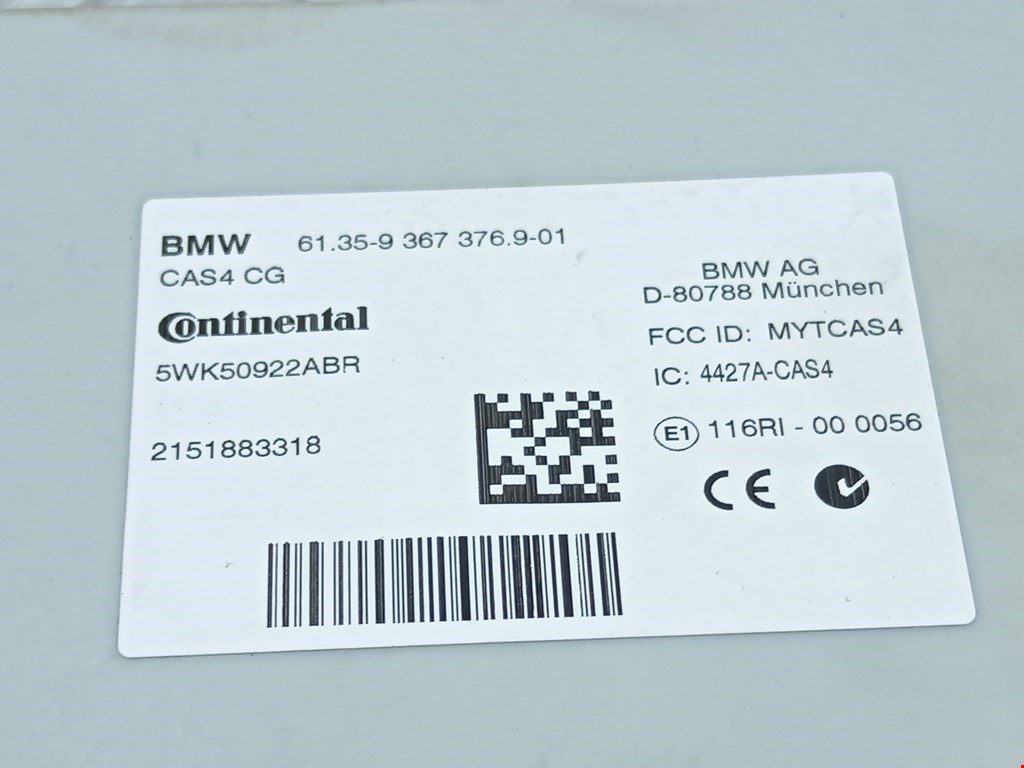 BMW 61.35-9 367 376.9-01
CAS4 CG
Continental
5WK50922ABR
2151883318
BMW AG
D-80788 München
FCC ID: MYTCAS4
IC: 4427A-CAS4
E1 116RI - 00 0056
CE